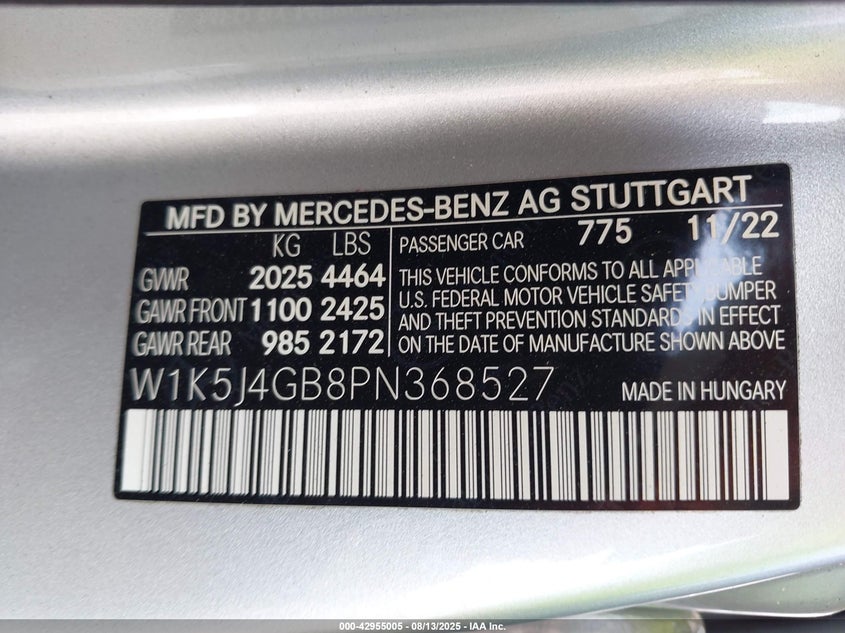 MFD BY MERCEDES-BENZ AG STUTTGART
KG LBS
GVWR 2025 4464
GAWR FRONT 1100 2425
GAWR REAR 985 2172
PASSENGER CAR 775 11/22
THIS VEHICLE CONFORMS TO ALL APPLICABLE
U.S. FEDERAL MOTOR VEHICLE SAFETY, BUMPER
AND THEFT PREVENTION STANDARDS IN EFFECT
ON THE DATE OF MANUFACTURE SHOWN ABOVE
W1K5J4GB8PN368527
MADE IN HUNGARY
000-42955005 - 08/13/2025 - IAA Inc.